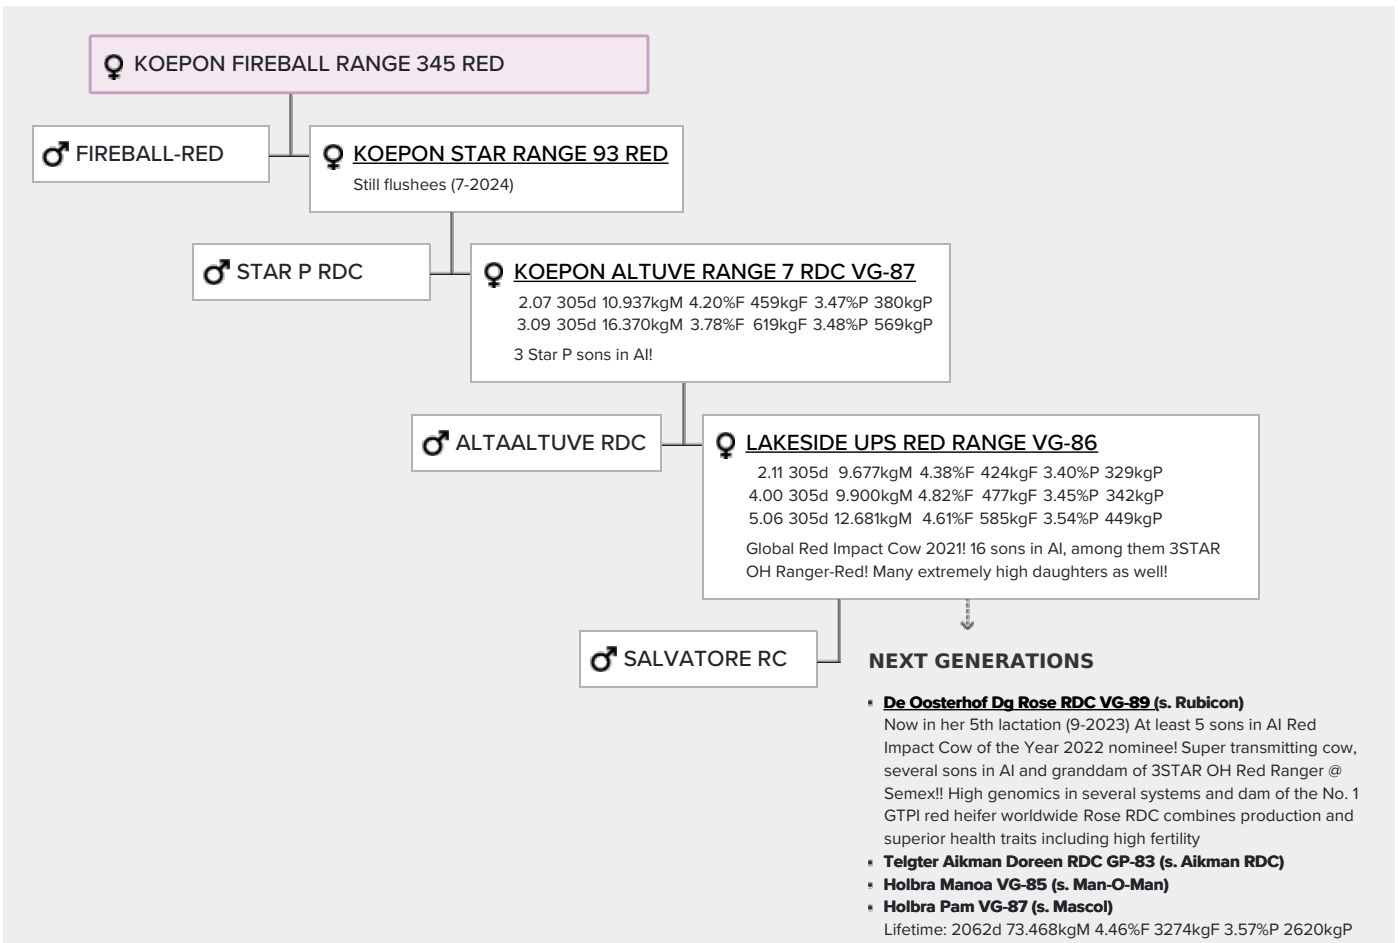 KOEPON FIREBALL RANGE 345 RED
FIREBALL-RED
KOEPON STAR RANGE 93 RED
Still flushees (7-2024)
STAR P RDC
KOEPON ALTUVE RANGE 7 RDC VG-87
2.07 305d 10.937kgM 4.20%F 459kgF 3.47%P 380kgP
3.09 305d 16.370kgM 3.78%F 619kgF 3.48%P 569kgP
3 Star P sons in AI!
ALTAALTUVE RDC
LAKESIDE UPS RED RANGE VG-86
2.11 305d 9.677kgM 4.38%F 424kgF 3.40%P 329kgP
4.00 305d 9.900kgM 4.82%F 477kgF 3.45%P 342kgP
5.06 305d 12.681kgM 4.61%F 585kgF 3.54%P 449kgP
Global Red Impact Cow 2021! 16 sons in AI, among them 3STAR
OH Ranger-Red! Many extremely high daughters as well!
SALVATORE RC
NEXT GENERATIONS
De Oosterhof Dg Rose RDC VG-89 (s. Rubicon)
Now in her 5th lactation (9-2023) At least 5 sons in AI Red
Impact Cow of the Year 2022 nominee! Super transmitting cow,
several sons in AI and granddam of 3STAR OH Red Ranger @
Semex!! High genomics in several systems and dam of the No. 1
GTPI red heifer worldwide Rose RDC combines production and
superior health traits including high fertility
Telgter Aikman Doreen RDC GP-83 (s. Aikman RDC)
Holbra Manoa VG-85 (s. Man-O-Man)
Holbra Pam VG-87 (s. Mascol)
Lifetime: 2062d 73.468kgM 4.46%F 3274kgF 3.57%P 2620kgP